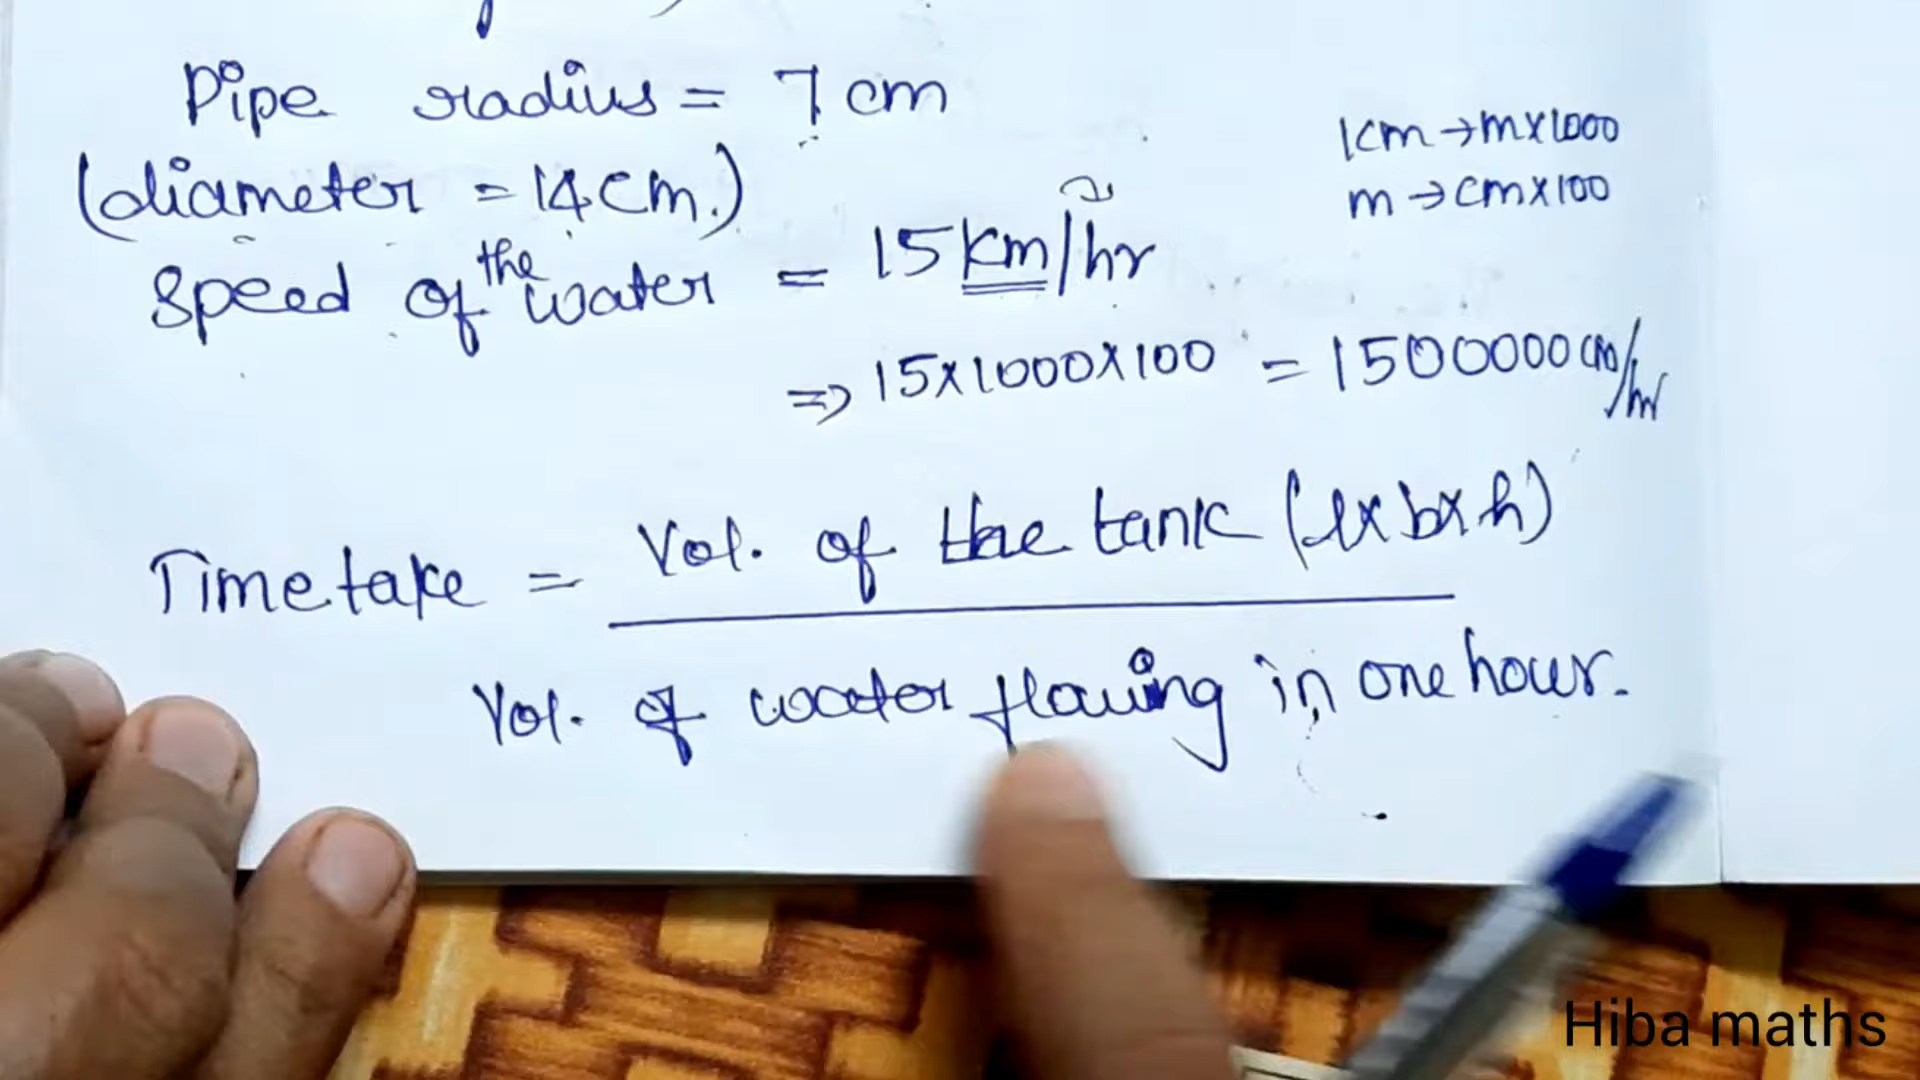 Pipe radius = 7 cm
1cm → m×1000
(diameter = 14 cm.)
m → cm×100
Speed of the water = 15 km/hr
⇒ 15×1000×100 = 1500000 cm/hr
Time take = Vol. of the tank (l×b×h)
Vol. of water flowing in one hour.
Hiba maths